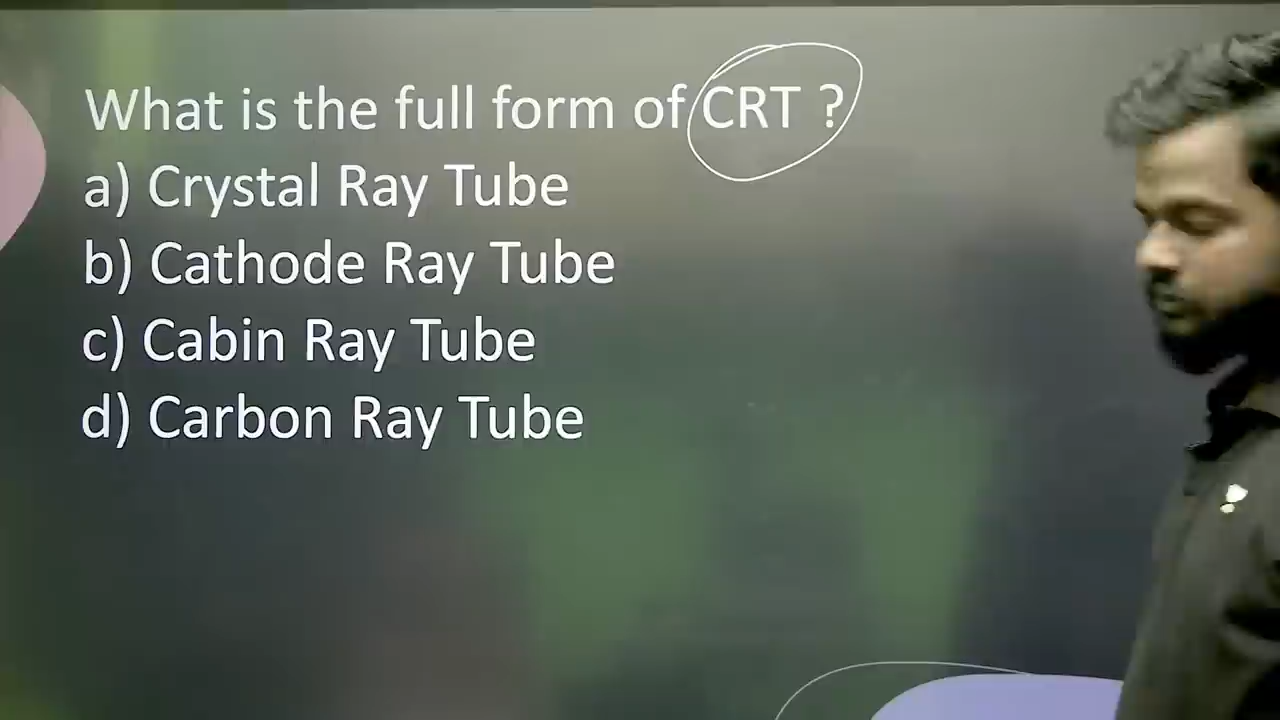 What is the full form of CRT ?
a) Crystal Ray Tube
b) Cathode Ray Tube
c) Cabin Ray Tube
d) Carbon Ray Tube